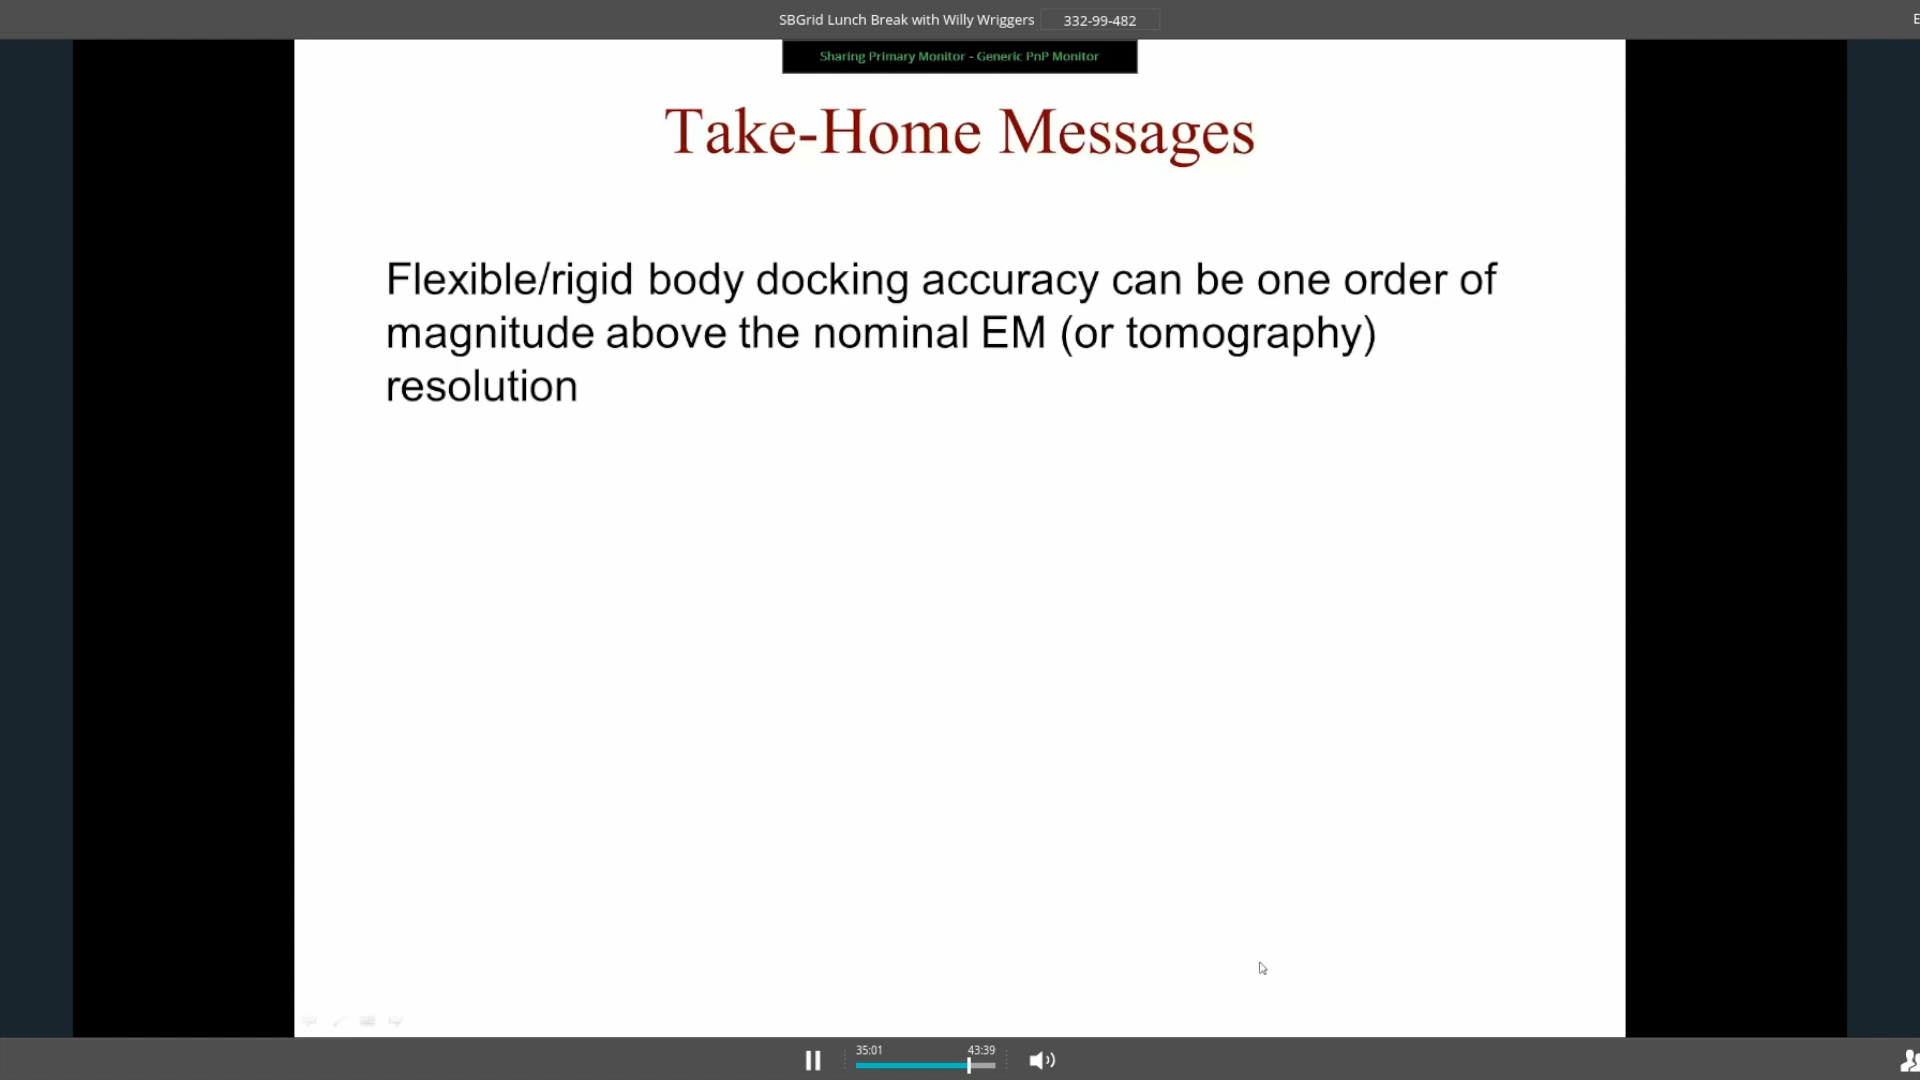 SBGrid Lunch Break with Willy Wriggers 332-99-482 E
Sharing Primary Monitor - Generic PnP Monitor
Take-Home Messages
Flexible/rigid body docking accuracy can be one order of
magnitude above the nominal EM (or tomography)
resolution
35:01 43:39